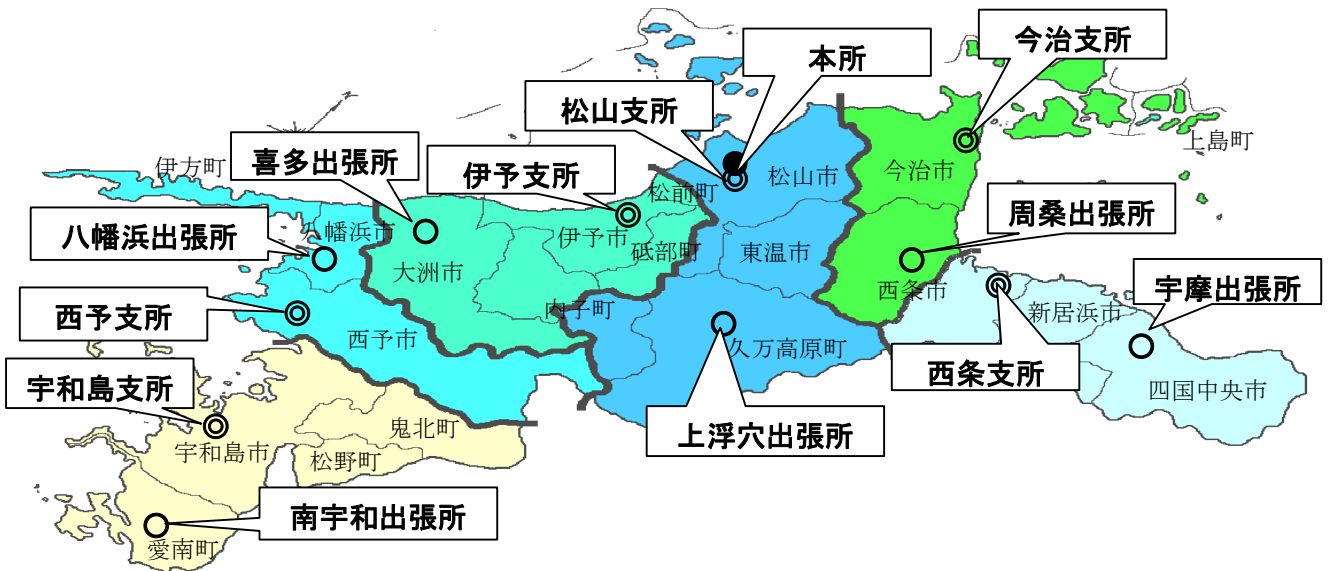 今治支所
本所
松山支所
喜多出張所
伊予支所
上島町
伊方町
松山市
今治市
松前町
八幡浜出張所
八幡浜市
周桑出張所
伊予市
砥部町
東温市
大洲市
西条市
宇摩出張所
西予支所
内子町
新居浜市
西予市
久万高原町
西条支所
宇和島支所
四国中央市
鬼北町
上浮穴出張所
宇和島市
松野町
南宇和出張所
愛南町